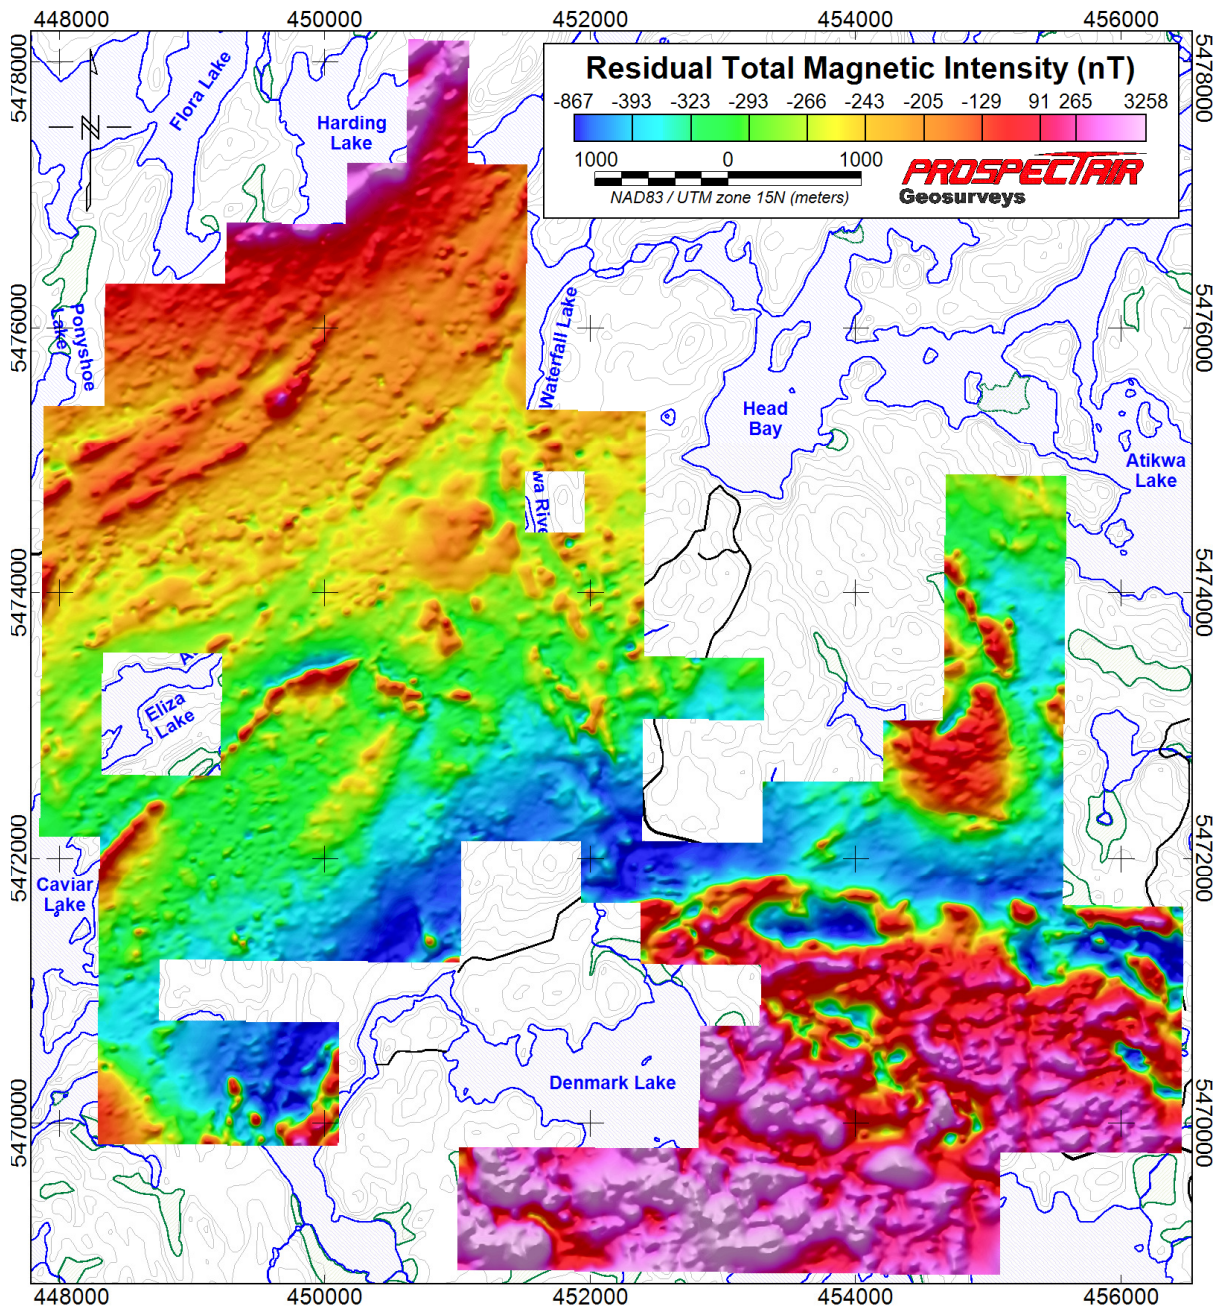 448000 450000 452000 454000 456000
Residual Total Magnetic Intensity (nT)
-867 -393 -323 -293 -266 -243 -205 -129 91 265 3258
1000 0 1000
NAD83 / UTM zone 15N (meters)
PROSPECTAIR
Geosurveys
N
5478000
5478000
Flora Lake
Harding
Lake
5476000
5476000
Ponyshoe
Lake
Waterfall Lake
Head
Bay
Atikwa
Lake
wa Rive
5474000
5474000
A
Eliza
Lake
5472000
5472000
Caviar
Lake
Denmark Lake
5470000
5470000
448000 450000 452000 454000 456000